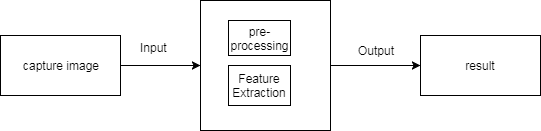 capture image
Input
pre-
processing
Feature
Extraction
Output
result